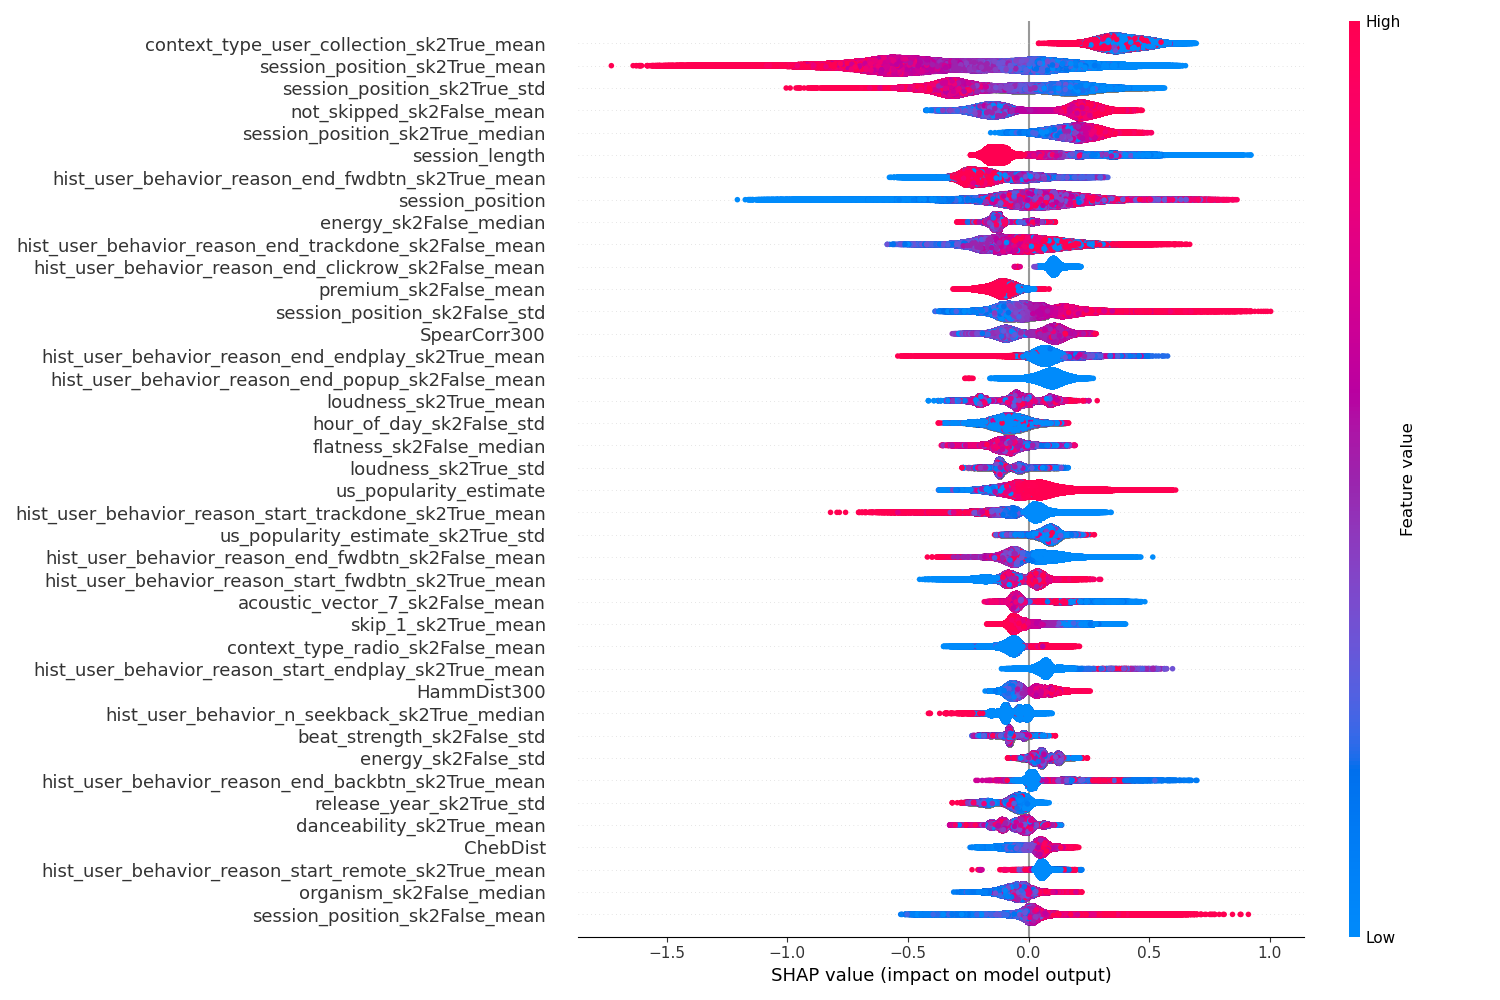 High
context_type_user_collection_sk2True_mean
session_position_sk2True_mean
session_position_sk2True_std
not_skipped_sk2False_mean
session_position_sk2True_median
session_length
hist_user_behavior_reason_end_fwdbtn_sk2True_mean
session_position
energy_sk2False_median
hist_user_behavior_reason_end_trackdone_sk2False_mean
hist_user_behavior_reason_end_clickrow_sk2False_mean
premium_sk2False_mean
session_position_sk2False_std
SpearCorr300
hist_user_behavior_reason_end_endplay_sk2True_mean
hist_user_behavior_reason_end_popup_sk2False_mean
loudness_sk2True_mean
hour_of_day_sk2False_std
flatness_sk2False_median
loudness_sk2True_std
us_popularity_estimate
hist_user_behavior_reason_start_trackdone_sk2True_mean
us_popularity_estimate_sk2True_std
hist_user_behavior_reason_end_fwdbtn_sk2False_mean
hist_user_behavior_reason_start_fwdbtn_sk2True_mean
acoustic_vector_7_sk2False_mean
skip_1_sk2True_mean
context_type_radio_sk2False_mean
hist_user_behavior_reason_start_endplay_sk2True_mean
HammDist300
hist_user_behavior_n_seekback_sk2True_median
beat_strength_sk2False_std
energy_sk2False_std
hist_user_behavior_reason_end_backbtn_sk2True_mean
release_year_sk2True_std
danceability_sk2True_mean
ChebDist
hist_user_behavior_reason_start_remote_sk2True_mean
organism_sk2False_median
session_position_sk2False_mean
Feature value
Low
−1.5 −1.0 −0.5 0.0 0.5 1.0
SHAP value (impact on model output)